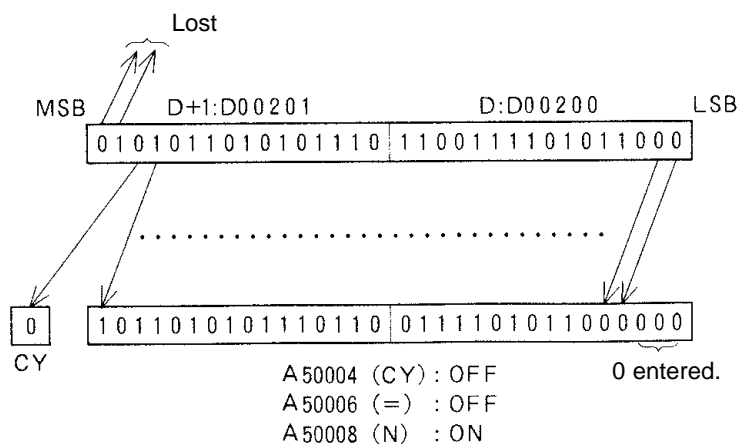 Lost
MSB D+1:D00201 D:D00200 LSB
0101011010101110 1100111101011000
0 1011010101110110 0111101011000000
CY
0 entered.
A50004 (CY) : OFF
A50006 (=) : OFF
A50008 (N) : ON